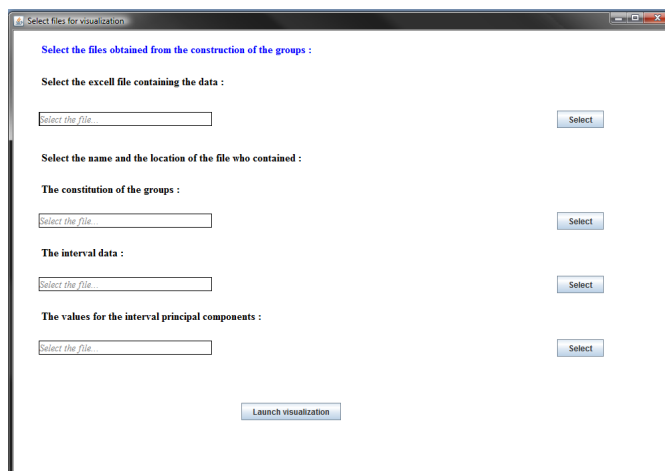 Select files for visualization
Select the files obtained from the construction of the groups :
Select the excell file containing the data :
Select the file...
Select
Select the name and the location of the file who contained :
The constitution of the groups :
Select the file...
Select
The interval data :
Select the file...
Select
The values for the interval principal components :
Select the file...
Select
Launch visualization